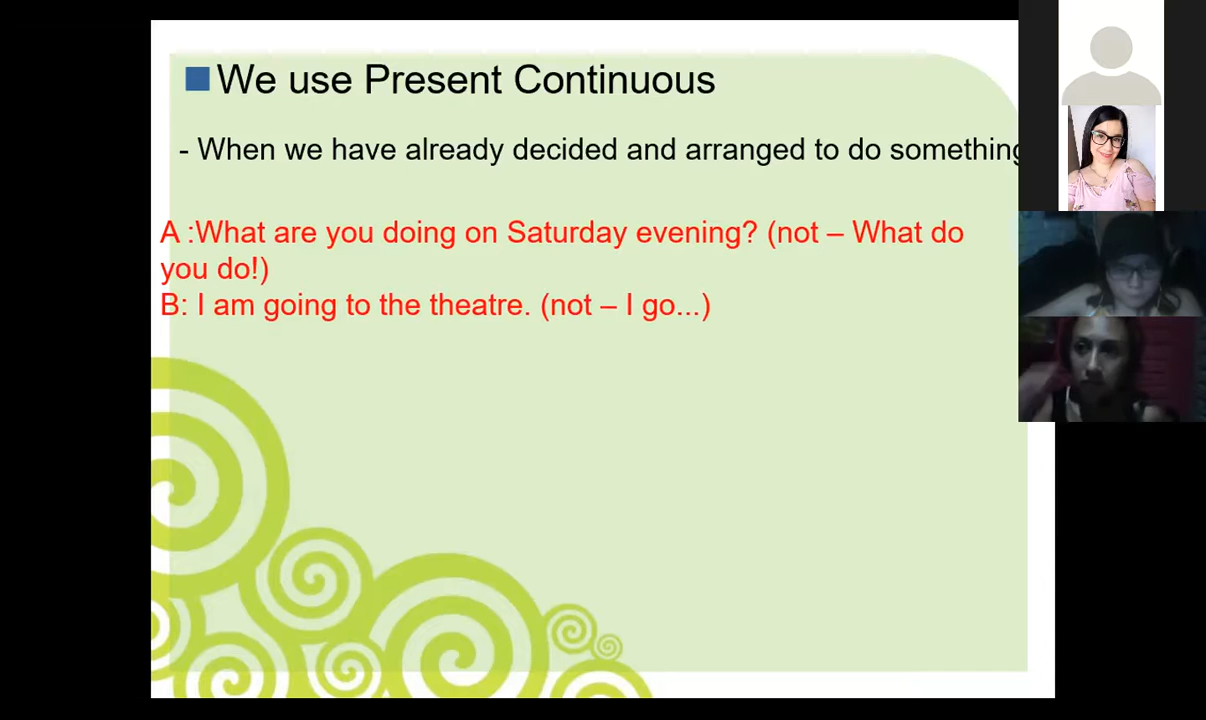 We use Present Continuous
- When we have already decided and arranged to do something
A :What are you doing on Saturday evening? (not – What do
you do!)
B: I am going to the theatre. (not – I go...)